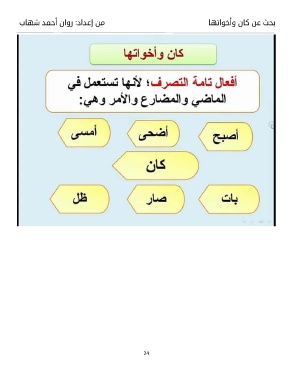 بحث عن كان وأخواتها
من إعداد: روان أحمد شهاب
كان وأخواتها
أفعال تامة التصرف؛ لأنها تستعمل في
الماضي والمضارع والأمر وهي:
أصبح
أضحى
أمسى
كان
بات
صار
ظل
24